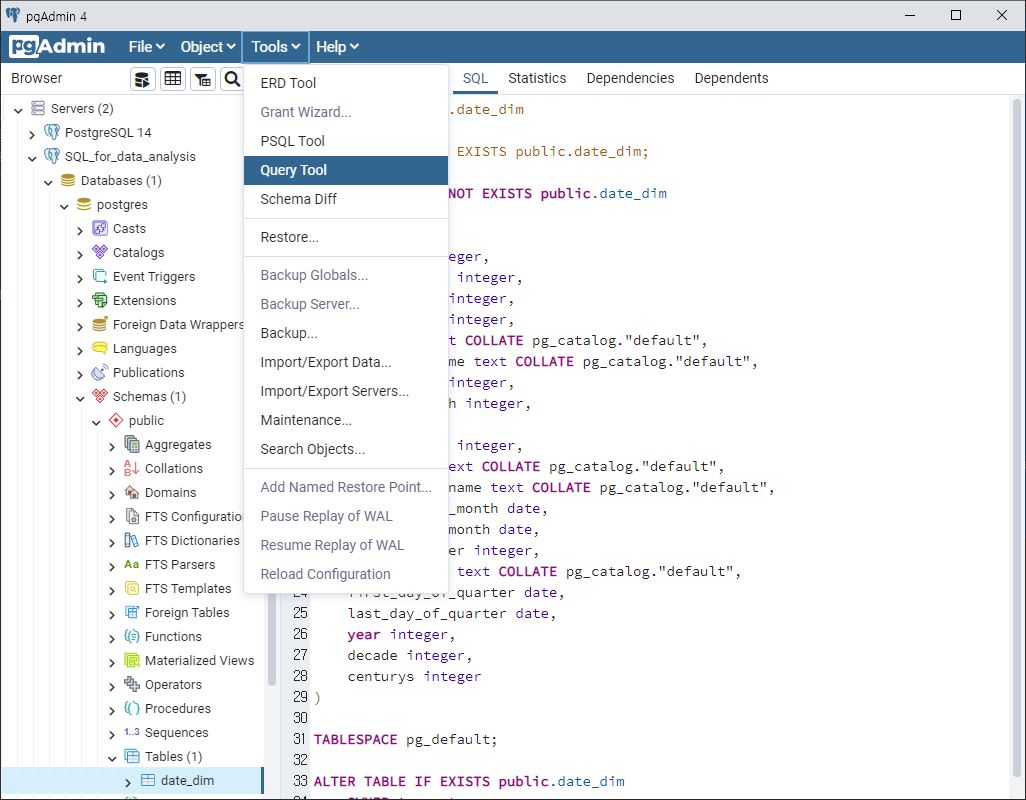 pgAdmin 4
pgAdmin File Object Tools Help
Browser
SQL Statistics Dependencies Dependents
Servers (2)
PostgreSQL 14
SQL_for_data_analysis
Databases (1)
postgres
Casts
Catalogs
Event Triggers
Extensions
Foreign Data Wrappers
Languages
Publications
Schemas (1)
public
Aggregates
Collations
Domains
FTS Configuratio
FTS Dictionaries
FTS Parsers
FTS Templates
Foreign Tables
Functions
Materialized Views
Operators
Procedures
1..3 Sequences
Tables (1)
date_dim
ERD Tool
Grant Wizard...
PSQL Tool
Query Tool
Schema Diff
Restore...
Backup Globals...
Backup Server...
Backup...
Import/Export Data...
Import/Export Servers...
Maintenance...
Search Objects...
Add Named Restore Point...
Pause Replay of WAL
Resume Replay of WAL
Reload Configuration
.date_dim
EXISTS public.date_dim;
NOT EXISTS public.date_dim
eger,
integer,
integer,
integer,
t COLLATE pg_catalog."default",
me text COLLATE pg_catalog."default",
integer,
h integer,
integer,
ext COLLATE pg_catalog."default",
name text COLLATE pg_catalog."default",
_month date,
month date,
er integer,
text COLLATE pg_catalog."default",
24 first_day_of_quarter date,
25 last_day_of_quarter date,
26 year integer,
27 decade integer,
28 centurys integer
29 )
30
31 TABLESPACE pg_default;
32
33 ALTER TABLE IF EXISTS public.date_dim